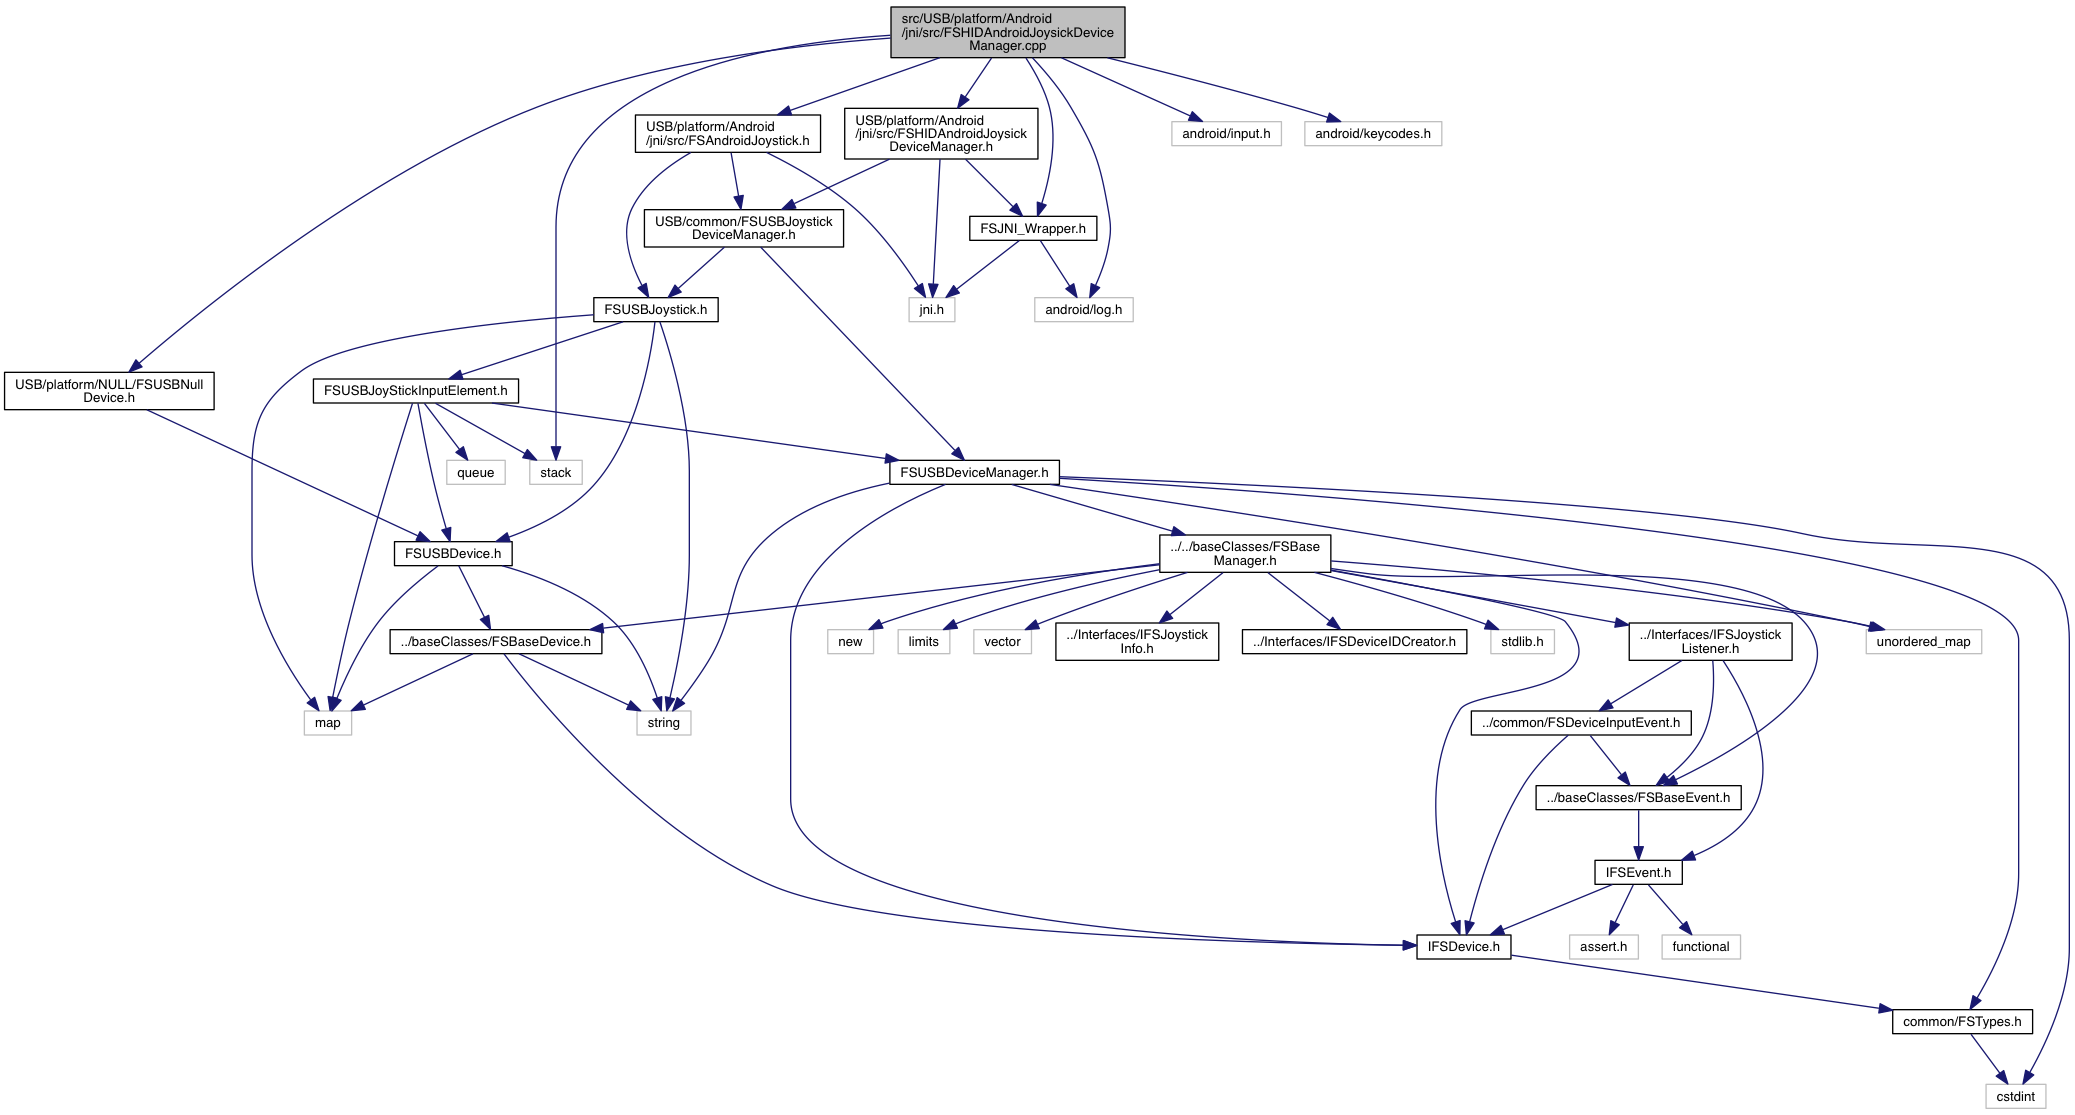 src/USB/platform/Android
/jni/src/FSHIDAndroidJoysickDevice
Manager.cpp
USB/platform/Android
/jni/src/FSAndroidJoystick.h
USB/platform/Android
/jni/src/FSHIDAndroidJoysick
DeviceManager.h
android/input.h
android/keycodes.h
USB/common/FSUSBJoystick
DeviceManager.h
FSJNI_Wrapper.h
FSUSBJoystick.h
jni.h
android/log.h
USB/platform/NULL/FSUSBNull
Device.h
FSUSBJoyStickInputElement.h
queue
stack
FSUSBDeviceManager.h
FSUSBDevice.h
../../baseClasses/FSBase
Manager.h
../baseClasses/FSBaseDevice.h
new
limits
vector
../Interfaces/IFSJoystick
Info.h
../Interfaces/IFSDeviceIDCreator.h
stdlib.h
../Interfaces/IFSJoystick
Listener.h
unordered_map
map
string
../common/FSDeviceInputEvent.h
../baseClasses/FSBaseEvent.h
IFSEvent.h
IFSDevice.h
assert.h
functional
common/FSTypes.h
cstdint